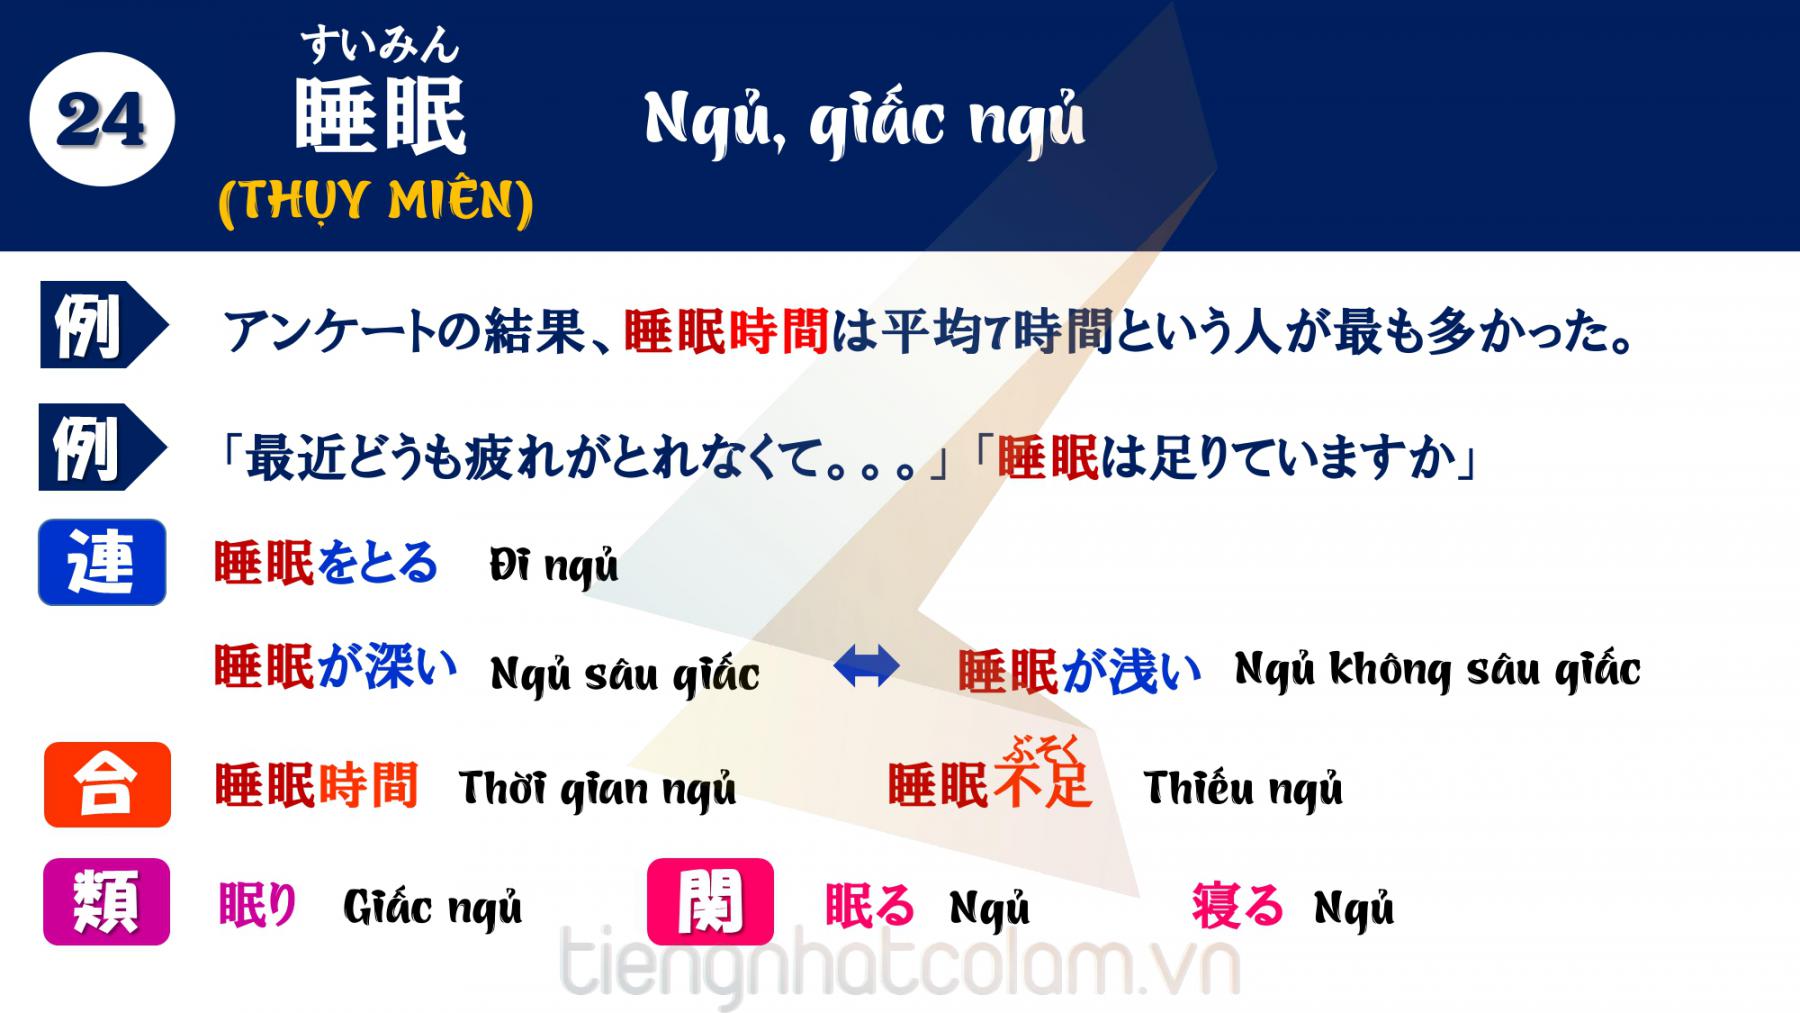 24
すいみん
睡眠
(THỤY MIÊN)
Ngủ, giấc ngủ
例 アンケートの結果、睡眠時間は平均7時間という人が最も多かった。
例 「最近どうも疲れがとれなくて。。。」「睡眠は足りていますか」
連 睡眠をとる Đi ngủ
睡眠が深い Ngủ sâu giấc ↔ 睡眠が浅い Ngủ không sâu giấc
ぶそく
合 睡眠時間 Thời gian ngủ 睡眠不足 Thiếu ngủ
類 眠り Giấc ngủ 関 眠る Ngủ 寝る Ngủ
tiengnhatcolam.vn